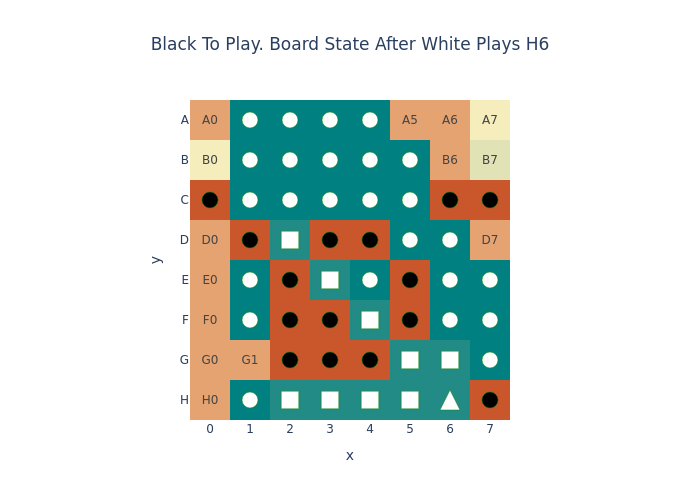 Black To Play. Board State After White Plays H6
A A0 A5 A6 A7
B B0 B6 B7
C
D D0 D7
E E0
F F0
G G0 G1
H H0
0 1 2 3 4 5 6 7
x
y